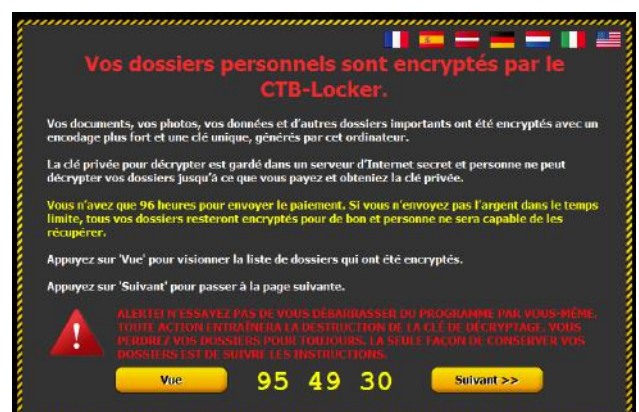 Vos dossiers personnels sont encryptés par le
CTB-Locker.
Vos documents, vos photos, vos données et d'autres dossiers importants ont été encryptés avec un
encodage plus fort et une clé unique, générés par cet ordinateur.
La clé privée pour décrypter est gardé dans un serveur d'Internet secret et personne ne peut
décrypter vos dossiers jusqu'à ce que vous payez et obteniez la clé privée.
Vous n'avez que 96 heures pour envoyer le paiement. Si vous n'envoyez pas l'argent dans le temps
limite, tous vos dossiers resteront encryptés pour de bon et personne ne sera capable de les
récupérer.
Appuyez sur 'Vue' pour visionner la liste de dossiers qui ont été encryptés.
Appuyez sur 'Suivant' pour passer à la page suivante.
ALERTE! N'ESSAYEZ PAS DE VOUS DÉBARRASSER DU PROGRAMME PAR VOUS-MÊME.
TOUTE ACTION ENTRAÎNERA LA DESTRUCTION DE LA CLÉ DE DÉCRYPTAGE. VOUS
PERDREZ VOS DOSSIERS POUR TOUJOURS. LA SEULE FAÇON DE CONSERVER VOS
DOSSIERS EST DE SUIVRE LES INSTRUCTIONS.
Vue 95 49 30 Suivant >>